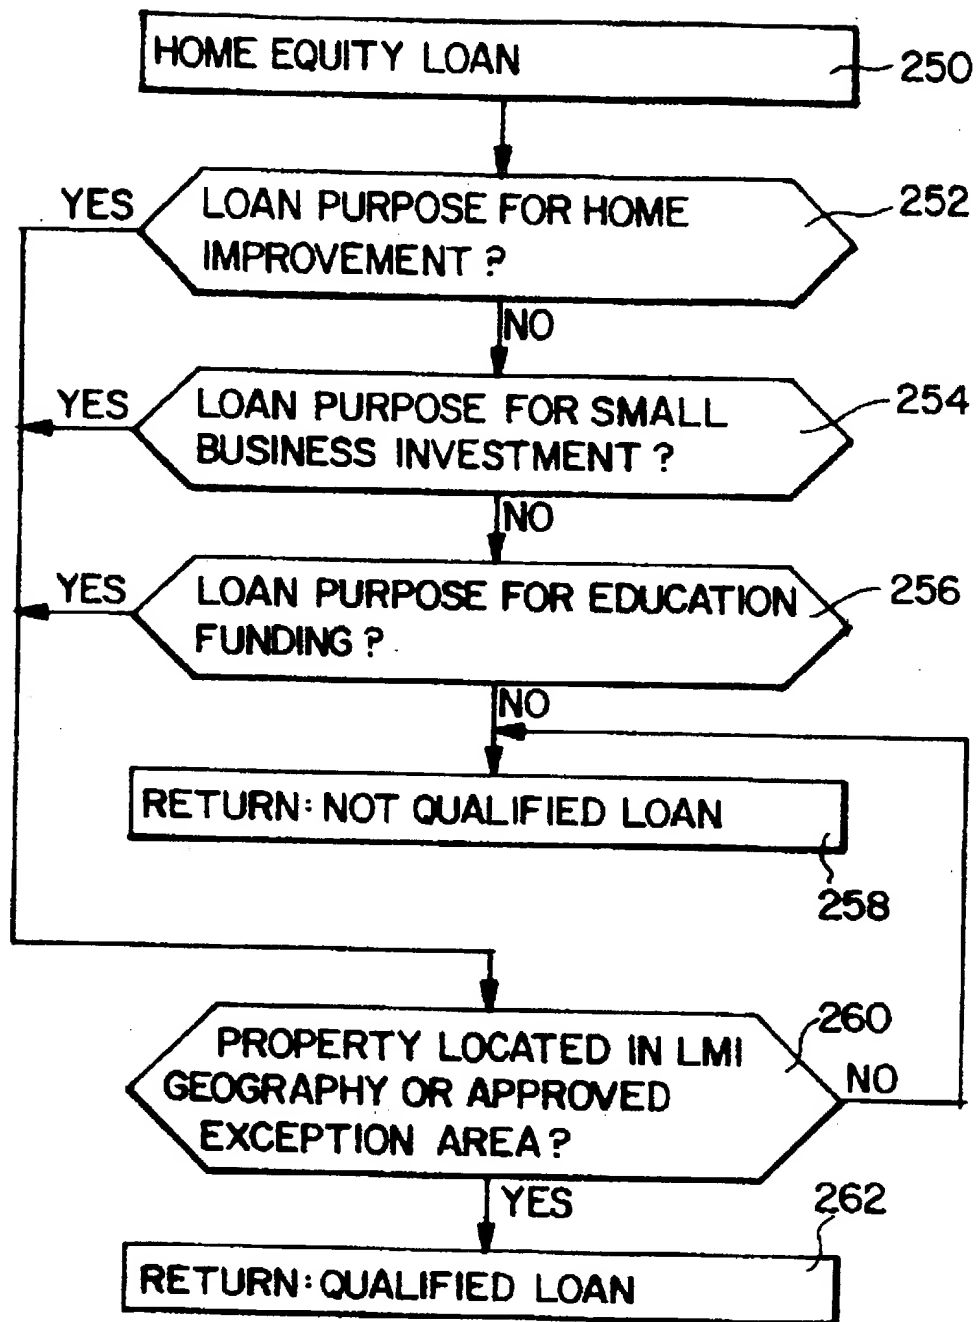 HOME EQUITY LOAN
250
YES
LOAN PURPOSE FOR HOME
IMPROVEMENT ?
252
NO
YES
LOAN PURPOSE FOR SMALL
BUSINESS INVESTMENT ?
254
NO
YES
LOAN PURPOSE FOR EDUCATION
FUNDING ?
256
NO
RETURN: NOT QUALIFIED LOAN
258
PROPERTY LOCATED IN LMI
GEOGRAPHY OR APPROVED
EXCEPTION AREA ?
260
NO
YES
262
RETURN: QUALIFIED LOAN